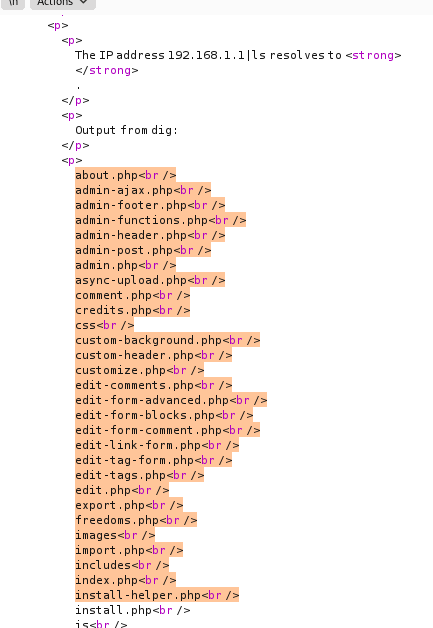 \n
Actions
<p>
<p>
The IP address 192.168.1.1|ls resolves to <strong>
</strong>
.
</p>
<p>
Output from dig:
</p>
<p>
about.php<br />
admin-ajax.php<br />
admin-footer.php<br />
admin-functions.php<br />
admin-header.php<br />
admin-post.php<br />
admin.php<br />
async-upload.php<br />
comment.php<br />
credits.php<br />
css<br />
custom-background.php<br />
custom-header.php<br />
customize.php<br />
edit-comments.php<br />
edit-form-advanced.php<br />
edit-form-blocks.php<br />
edit-form-comment.php<br />
edit-link-form.php<br />
edit-tag-form.php<br />
edit-tags.php<br />
edit.php<br />
export.php<br />
freedoms.php<br />
images<br />
import.php<br />
includes<br />
index.php<br />
install-helper.php<br />
install.php<br />
js<br />